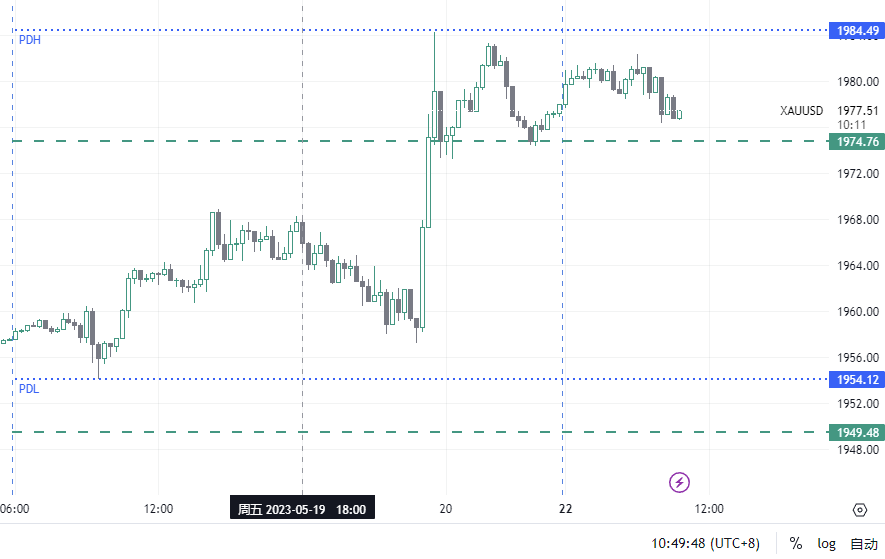 1984.49
PDH
1980.00
XAUUSD 1977.51
10:11
1974.76
1972.00
1968.00
1964.00
1960.00
1956.00
1954.12
PDL
1952.00
1949.48
1948.00
06:00 12:00 周五 2023-05-19 18:00 20 22 12:00
10:49:48 (UTC+8) % log 自动